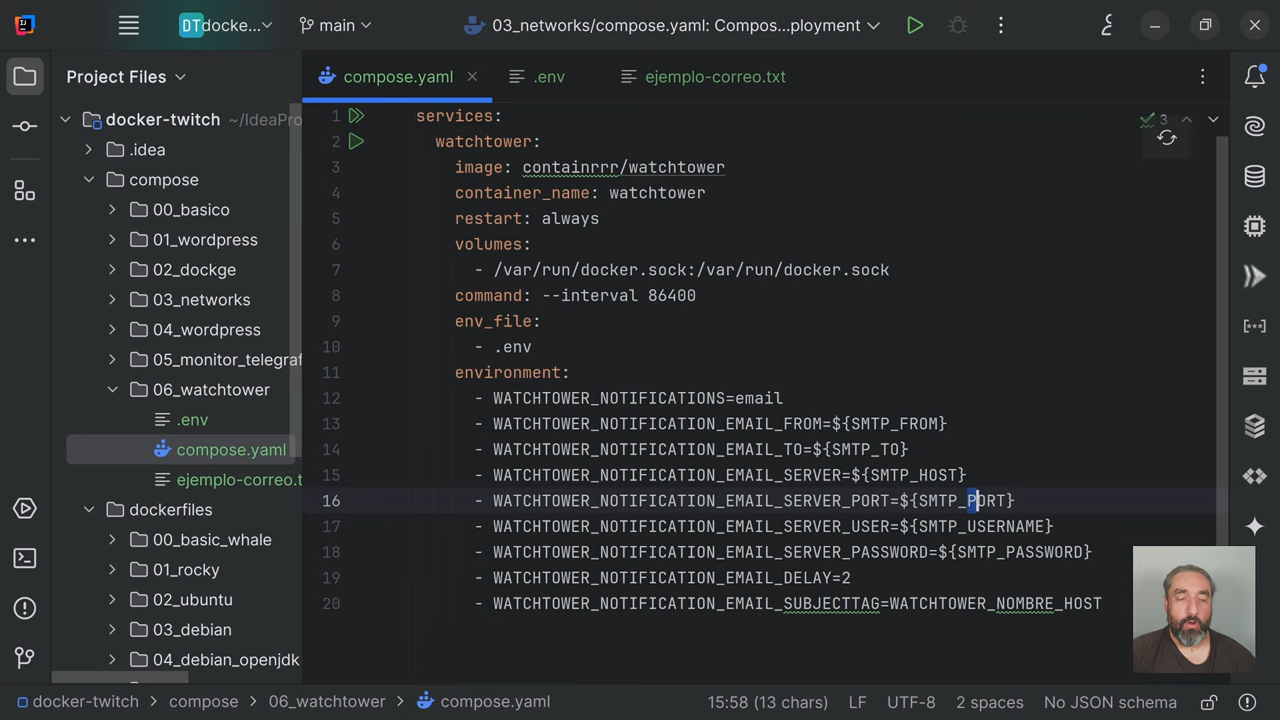 DT docke...
main
03_networks/compose.yaml: Compos...ployment
Project Files
compose.yaml
.env
ejemplo-correo.txt
docker-twitch ~/IdeaPro
.idea
compose
00_basico
01_wordpress
02_dockge
03_networks
04_wordpress
05_monitor_telegraf
06_watchtower
.env
compose.yaml
ejemplo-correo.t
dockerfiles
00_basic_whale
01_rocky
02_ubuntu
03_debian
04_debian_openjdk
3
1 services:
2 watchtower:
3 image: containrrr/watchtower
4 container_name: watchtower
5 restart: always
6 volumes:
7 - /var/run/docker.sock:/var/run/docker.sock
8 command: --interval 86400
9 env_file:
10 - .env
11 environment:
12 - WATCHTOWER_NOTIFICATIONS=email
13 - WATCHTOWER_NOTIFICATION_EMAIL_FROM=${SMTP_FROM}
14 - WATCHTOWER_NOTIFICATION_EMAIL_TO=${SMTP_TO}
15 - WATCHTOWER_NOTIFICATION_EMAIL_SERVER=${SMTP_HOST}
16 - WATCHTOWER_NOTIFICATION_EMAIL_SERVER_PORT=${SMTP_PORT}
17 - WATCHTOWER_NOTIFICATION_EMAIL_SERVER_USER=${SMTP_USERNAME}
18 - WATCHTOWER_NOTIFICATION_EMAIL_SERVER_PASSWORD=${SMTP_PASSWORD}
19 - WATCHTOWER_NOTIFICATION_EMAIL_DELAY=2
20 - WATCHTOWER_NOTIFICATION_EMAIL_SUBJECTTAG=WATCHTOWER_NOMBRE_HOST
docker-twitch > compose > 06_watchtower > compose.yaml
15:58 (13 chars) LF UTF-8 2 spaces No JSON schema